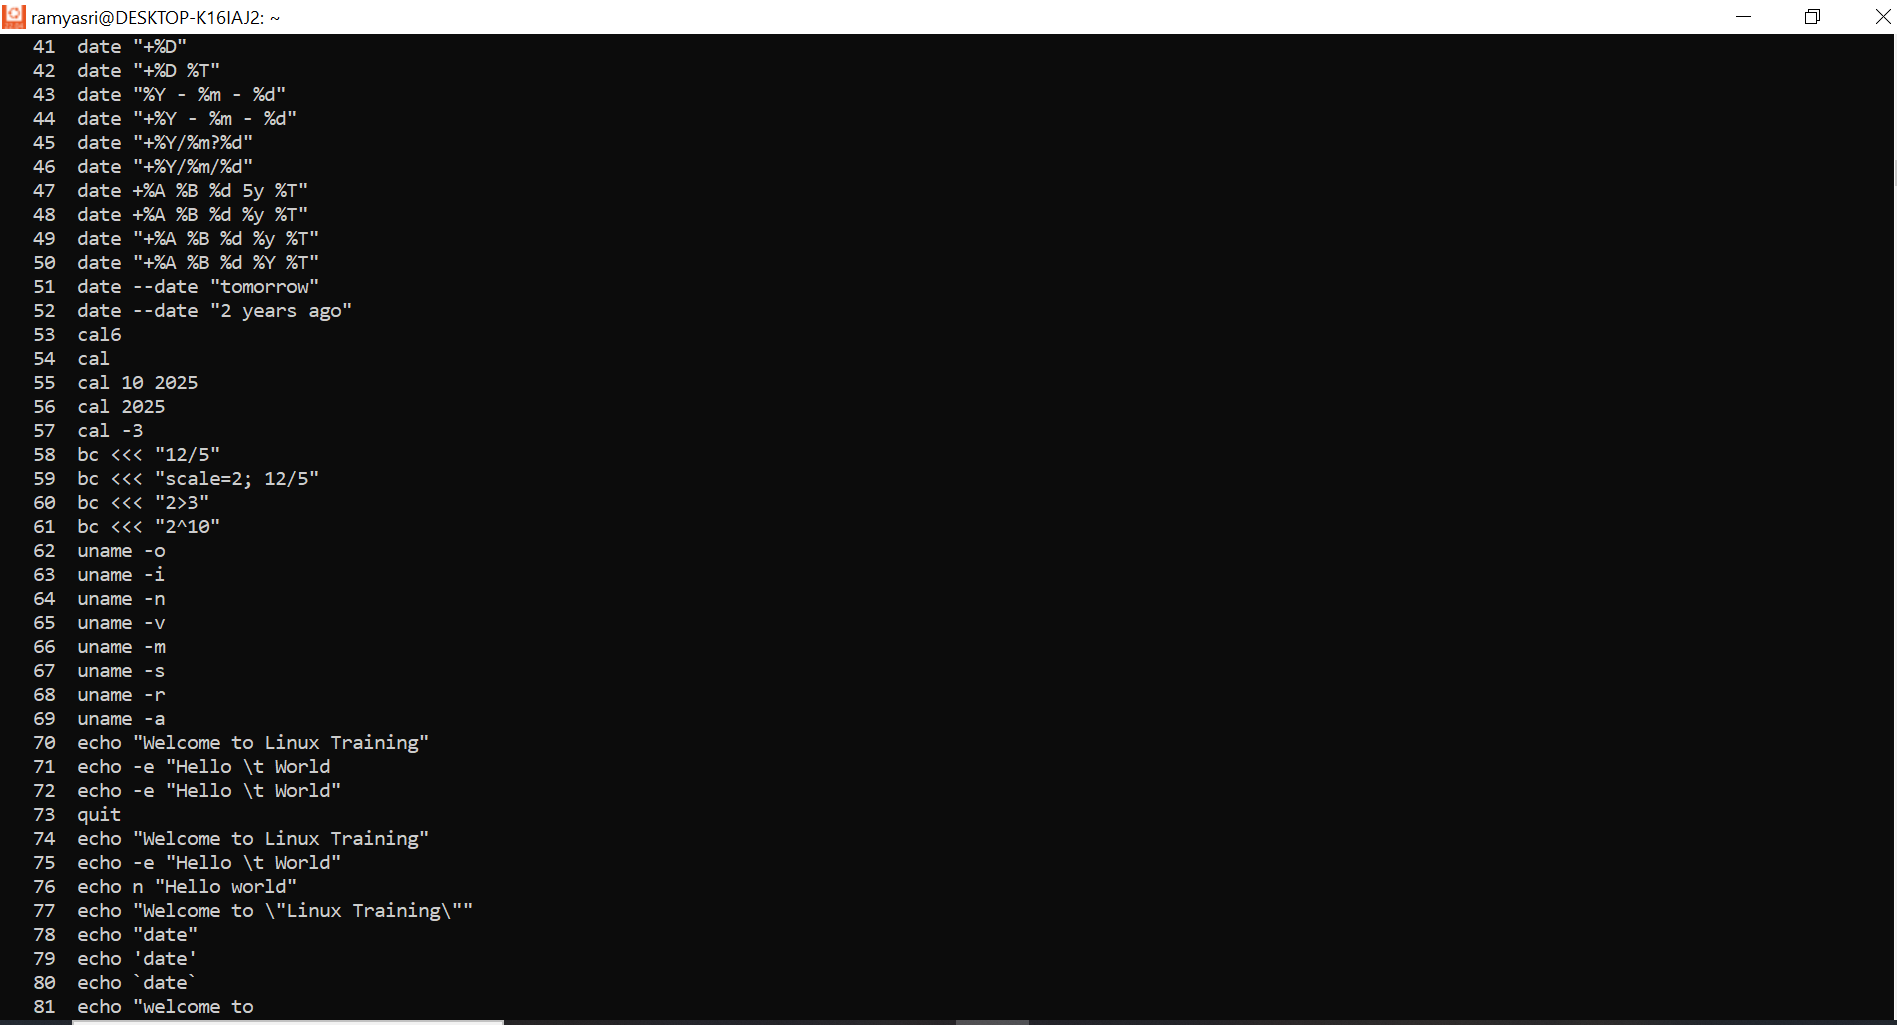 ramyasri@DESKTOP-K16IAJ2: ~
41 date "+%D"
42 date "+%D %T"
43 date "%Y - %m - %d"
44 date "+%Y - %m - %d"
45 date "+%Y/%m?%d"
46 date "+%Y/%m/%d"
47 date +%A %B %d 5y %T"
48 date +%A %B %d %y %T"
49 date "+%A %B %d %y %T"
50 date "+%A %B %d %Y %T"
51 date --date "tomorrow"
52 date --date "2 years ago"
53 cal6
54 cal
55 cal 10 2025
56 cal 2025
57 cal -3
58 bc <<< "12/5"
59 bc <<< "scale=2; 12/5"
60 bc <<< "2>3"
61 bc <<< "2^10"
62 uname -o
63 uname -i
64 uname -n
65 uname -v
66 uname -m
67 uname -s
68 uname -r
69 uname -a
70 echo "Welcome to Linux Training"
71 echo -e "Hello \t World
72 echo -e "Hello \t World"
73 quit
74 echo "Welcome to Linux Training"
75 echo -e "Hello \t World"
76 echo n "Hello world"
77 echo "Welcome to \"Linux Training\""
78 echo "date"
79 echo 'date'
80 echo `date`
81 echo "welcome to